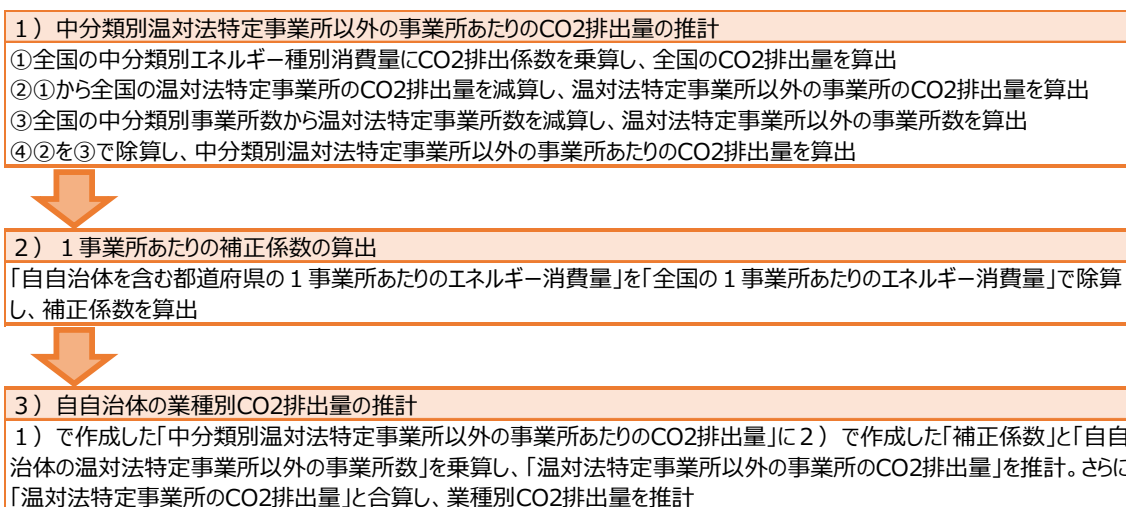 １）中分類別温対法特定事業所以外の事業所あたりのCO2排出量の推計
①全国の中分類別エネルギー種別消費量にCO2排出係数を乗算し、全国のCO2排出量を算出
②①から全国の温対法特定事業所のCO2排出量を減算し、温対法特定事業所以外の事業所のCO2排出量を算出
③全国の中分類別事業所数から温対法特定事業所数を減算し、温対法特定事業所以外の事業所数を算出
④②を③で除算し、中分類別温対法特定事業所以外の事業所あたりのCO2排出量を算出
２）１事業所あたりの補正係数の算出
「自自治体を含む都道府県の１事業所あたりのエネルギー消費量」を「全国の１事業所あたりのエネルギー消費量」で除算
し、補正係数を算出
３）自自治体の業種別CO2排出量の推計
１）で作成した「中分類別温対法特定事業所以外の事業所あたりのCO2排出量」に２）で作成した「補正係数」と「自自
治体の温対法特定事業所以外の事業所数」を乗算し、「温対法特定事業所以外の事業所のCO2排出量」を推計。さらに
「温対法特定事業所のCO2排出量」と合算し、業種別CO2排出量を推計